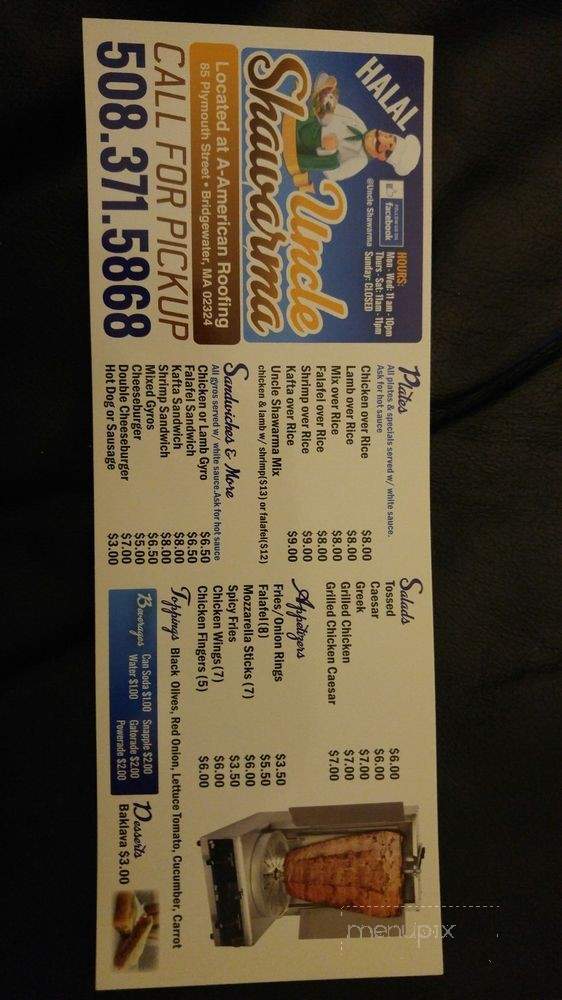 HALAL
FOLLOW US ON
facebook
@Uncle Shawarma
HOURS:
Mon - Wed: 11 am - 10pm
Thurs - Sat: 11am - 11pm
Sunday: CLOSED
Uncle
Shawarma
Located at A-American Roofing
85 Plymouth Street • Bridgewater, MA 02324
CALL FOR PICKUP
508.371.5868
Plates
All plates & specials served w/ white sauce.
Ask for hot sauce
Chicken over Rice $8.00
Lamb over Rice $8.00
Mix over Rice $8.00
Falafel over Rice $8.00
Shrimp over Rice $9.00
Kafta over Rice $9.00
Uncle Shawarma Mix
chicken & lamb w/ shrimp($13) or falafel($12)
Sandwiches & More
All gyros served w/ white sauce.Ask for hot sauce
Chicken or Lamb Gyro $6.50
Falafel Sandwich $6.50
Kafta Sandwich $8.00
Shrimp Sandwich $8.00
Mixed Gyros $6.50
Cheeseburger $5.00
Double Cheeseburger $7.00
Hot Dog or Sausage $3.00
Salads
Tossed $6.00
Caesar $6.00
Greek $7.00
Grilled Chicken $7.00
Grilled Chicken Caesar $7.00
Appetizers
Fries/Onion Rings $3.50
Falafel(8) $5.50
Mozzarella Sticks (7) $6.00
Spicy Fries $3.50
Chicken Wings(7) $6.00
Chicken Fingers (5) $6.00
Toppings Black Olives, Red Onion, Lettuce Tomato, Cucumber, Carrot
Beverages Can Soda $1.00 Snapple $2.00
Water $1.00 Gatorade $2.00
Powerade $2.00
Desserts
Baklava $3.00
menupix